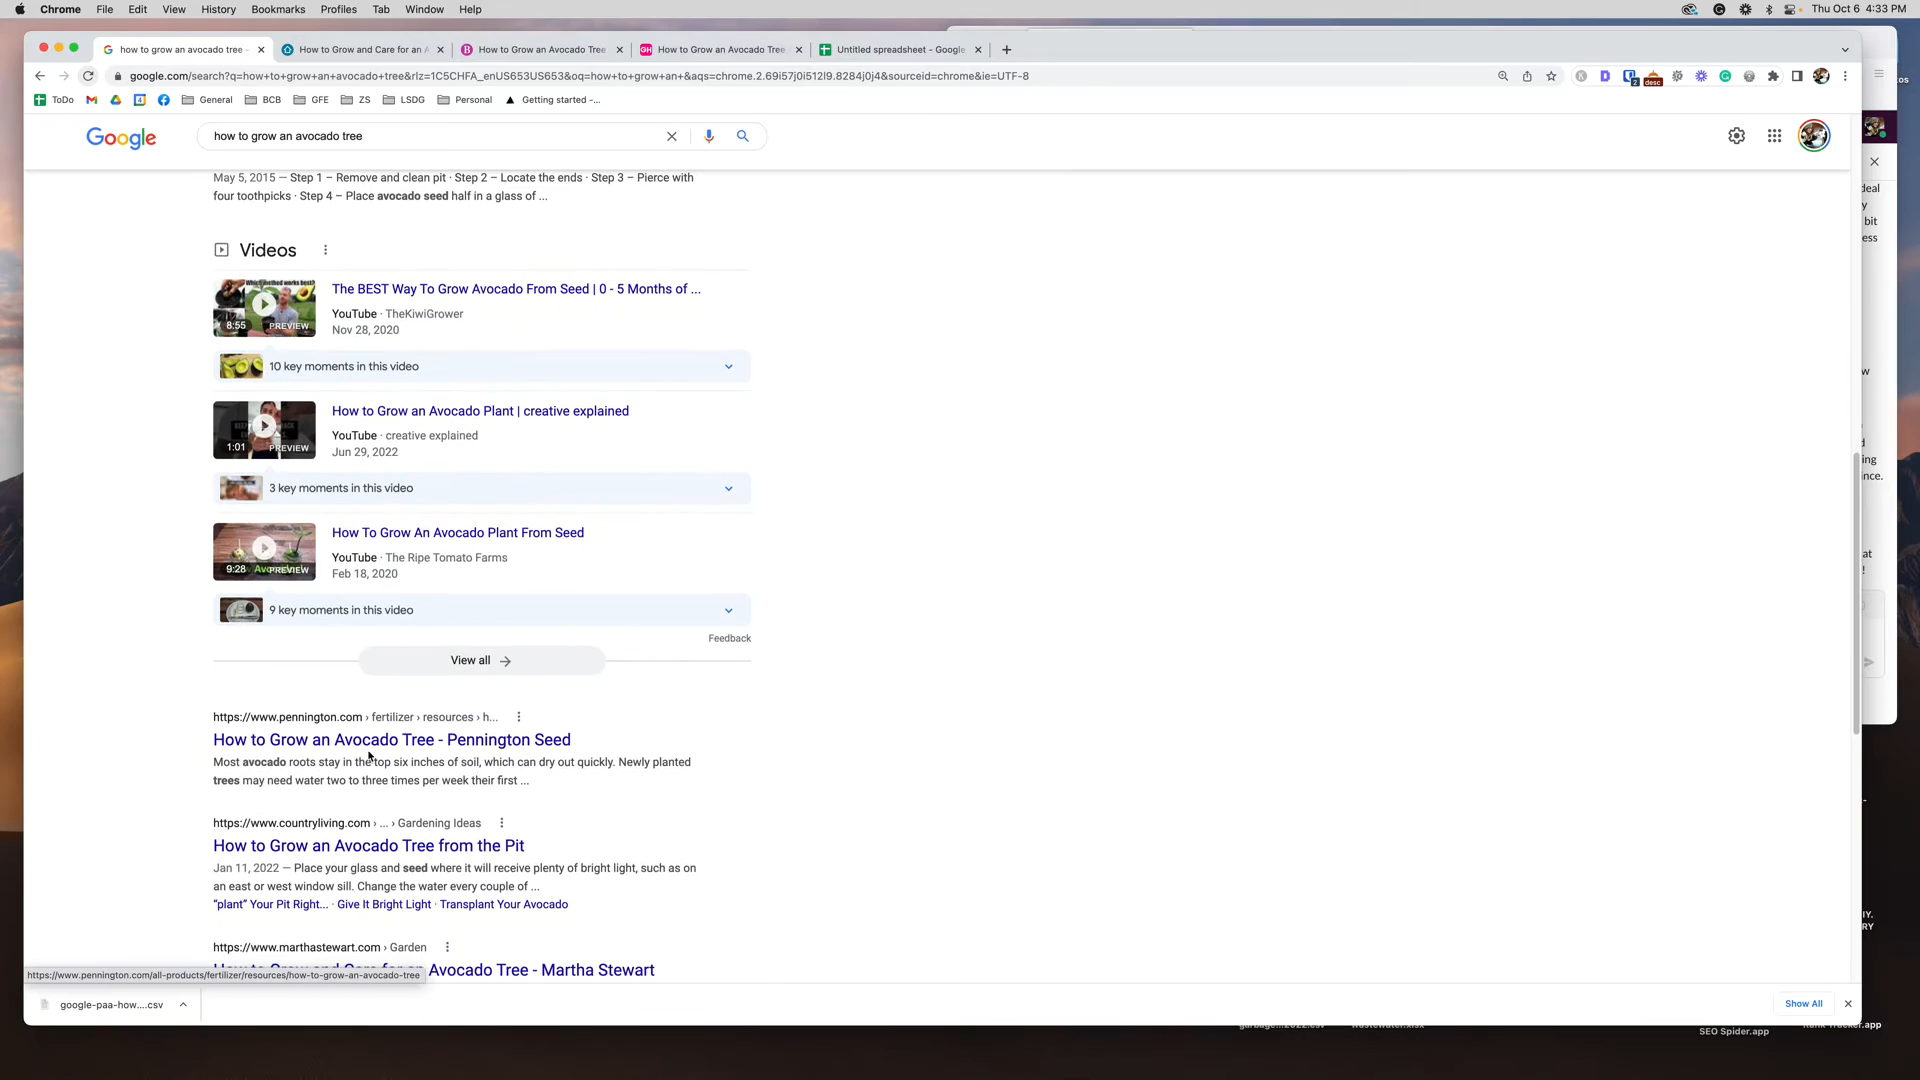 Chrome File Edit View History Bookmarks Profiles Tab Window Help
Thu Oct 6 4:33 PM
how to grow an avocado tree -
How to Grow and Care for an A
How to Grow an Avocado Tree
GH How to Grow an Avocado Tree
Untitled spreadsheet - Google
google.com/search?q=how+to+grow+an+avocado+tree&rlz=1C5CHFA_enUS653US653&oq=how+to+grow+an+&aqs=chrome.2.69i57j0i512l9.8284j0j4&sourceid=chrome&ie=UTF-8
ToDo General BCB GFE ZS LSDG Personal Getting started -...
Google
how to grow an avocado tree
May 5, 2015 — Step 1 – Remove and clean pit · Step 2 – Locate the ends · Step 3 – Pierce with
four toothpicks · Step 4 – Place avocado seed half in a glass of ...
Videos
The BEST Way To Grow Avocado From Seed | 0 - 5 Months of ...
YouTube · TheKiwiGrower
Nov 28, 2020
8:55 PREVIEW
10 key moments in this video
How to Grow an Avocado Plant | creative explained
YouTube · creative explained
Jun 29, 2022
1:01 PREVIEW
3 key moments in this video
How To Grow An Avocado Plant From Seed
YouTube · The Ripe Tomato Farms
Feb 18, 2020
9:28 PREVIEW
9 key moments in this video
Feedback
View all
https://www.pennington.com › fertilizer › resources › h...
How to Grow an Avocado Tree - Pennington Seed
Most avocado roots stay in the top six inches of soil, which can dry out quickly. Newly planted
trees may need water two to three times per week their first ...
https://www.countryliving.com › ... › Gardening Ideas
How to Grow an Avocado Tree from the Pit
Jan 11, 2022 — Place your glass and seed where it will receive plenty of bright light, such as on
an east or west window sill. Change the water every couple of ...
"plant" Your Pit Right... · Give It Bright Light · Transplant Your Avocado
https://www.marthastewart.com › Garden
How to Grow and Care for an Avocado Tree - Martha Stewart
https://www.pennington.com/all-products/fertilizer/resources/how-to-grow-an-avocado-tree
google-paa-how....csv
Show All
SEO Spider.app